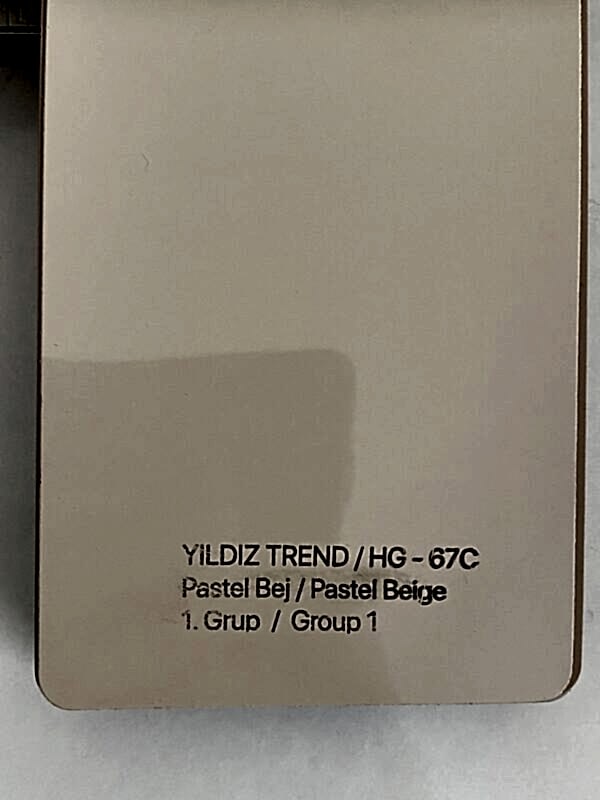 YILDIZ TREND / HG - 67C
Pastel Bej / Pastel Beige
1. Grup / Group 1